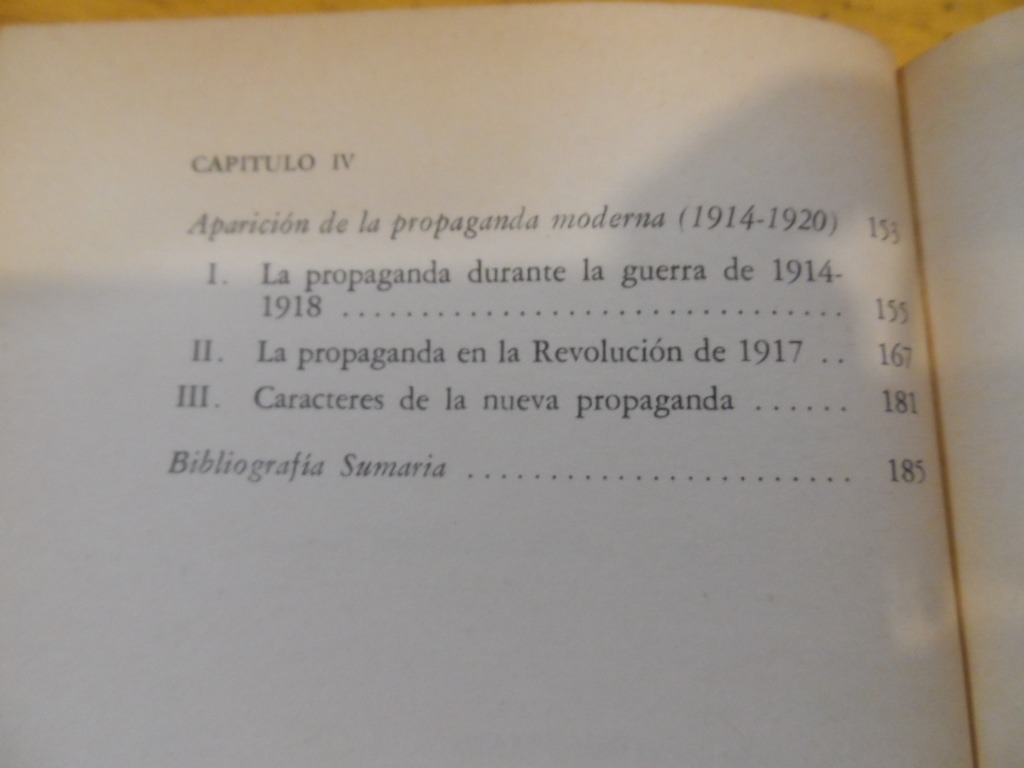 CAPITULO IV
Aparición de la propaganda moderna (1914-1920) 153
I. La propaganda durante la guerra de 1914-
1918 ................................ 155
II. La propaganda en la Revolución de 1917 .. 167
III. Caracteres de la nueva propaganda ...... 181
Bibliografía Sumaria ........................ 185